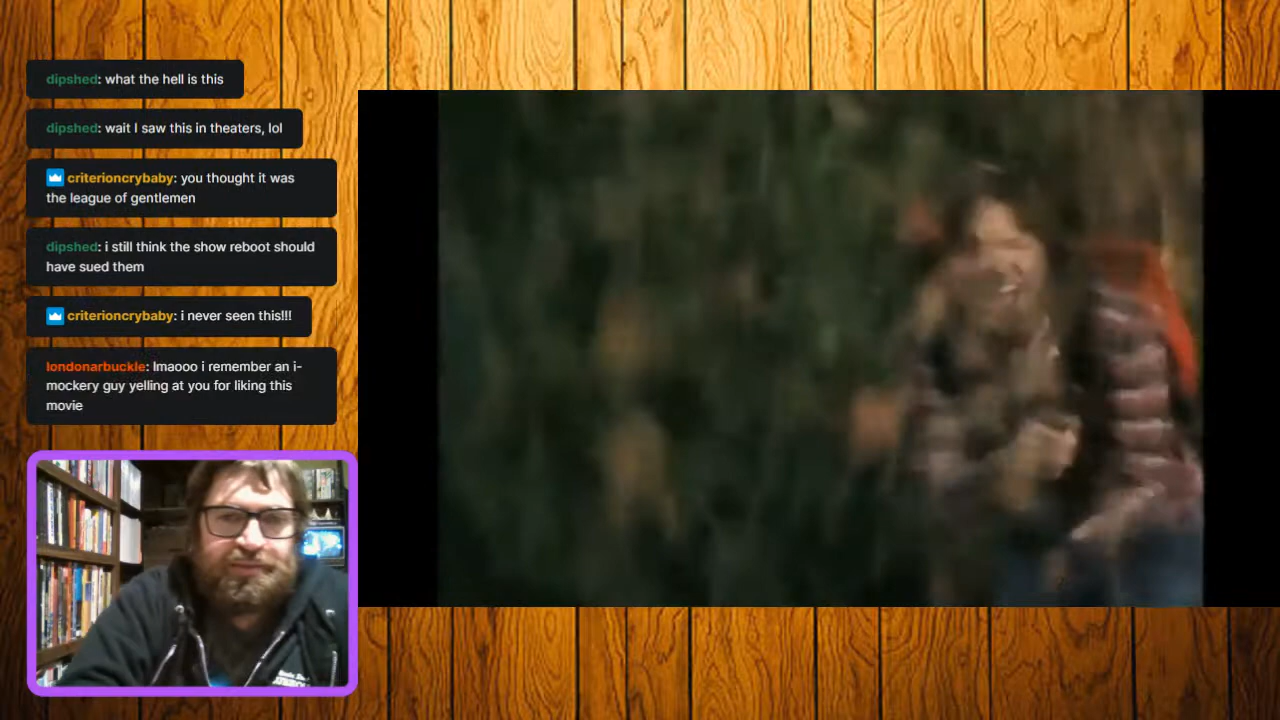 dipshed: what the hell is this
dipshed: wait I saw this in theaters, lol
criterioncrybaby: you thought it was
the league of gentlemen
dipshed: i still think the show reboot should
have sued them
criterioncrybaby: i never seen this!!!
londonarbuckle: lmaooo i remember an i-
mockery guy yelling at you for liking this
movie